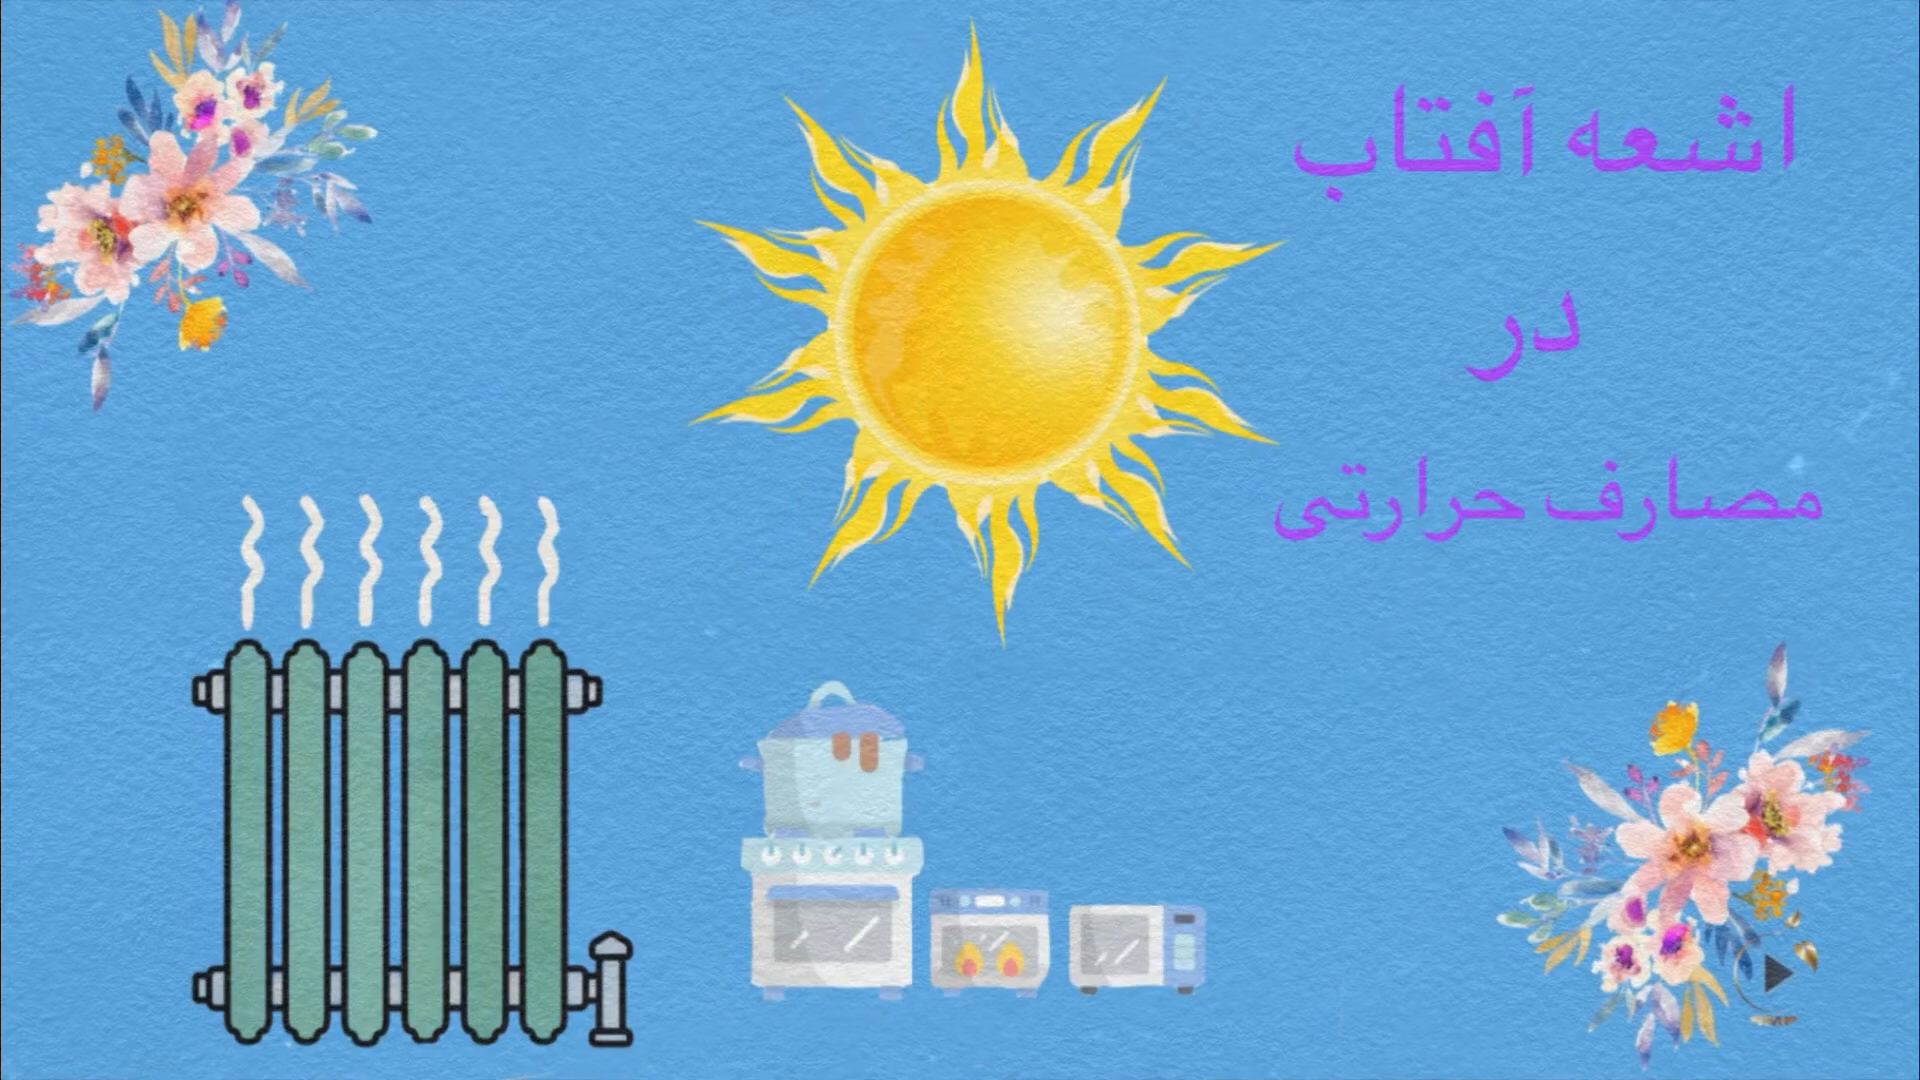 اشعه آفتاب
در
مصارف حرارتی